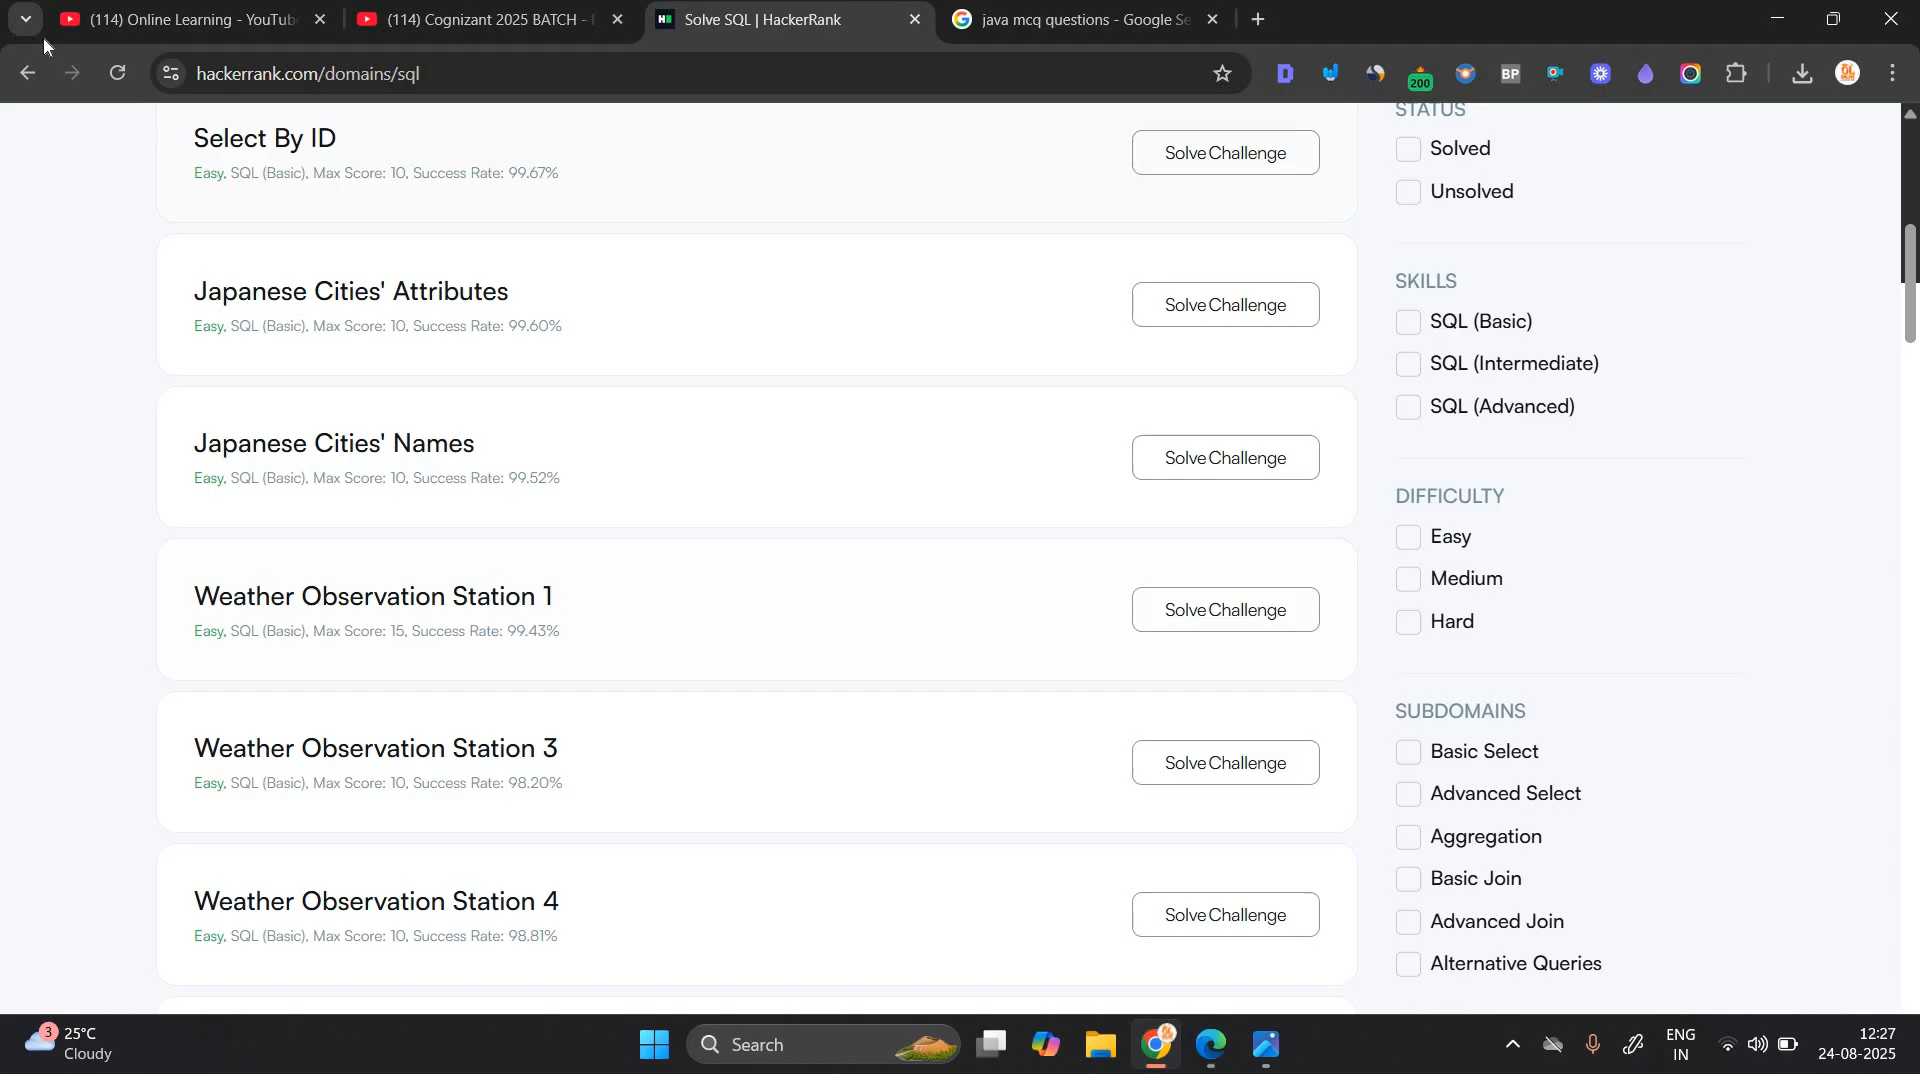 (114) Online Learning - YouTub
(114) Cognizant 2025 BATCH -
Solve SQL | HackerRank
java mcq questions - Google Se
hackerrank.com/domains/sql
200
BP
Select By ID
Easy, SQL (Basic), Max Score: 10, Success Rate: 99.67%
Solve Challenge
Japanese Cities' Attributes
Easy, SQL (Basic), Max Score: 10, Success Rate: 99.60%
Solve Challenge
Japanese Cities' Names
Easy, SQL (Basic), Max Score: 10, Success Rate: 99.52%
Solve Challenge
Weather Observation Station 1
Easy, SQL (Basic), Max Score: 15, Success Rate: 99.43%
Solve Challenge
Weather Observation Station 3
Easy, SQL (Basic), Max Score: 10, Success Rate: 98.20%
Solve Challenge
Weather Observation Station 4
Easy, SQL (Basic), Max Score: 10, Success Rate: 98.81%
Solve Challenge
STATUS
Solved
Unsolved
SKILLS
SQL (Basic)
SQL (Intermediate)
SQL (Advanced)
DIFFICULTY
Easy
Medium
Hard
SUBDOMAINS
Basic Select
Advanced Select
Aggregation
Basic Join
Advanced Join
Alternative Queries
3
25°C
Cloudy
Search
ENG
IN
12:27
24-08-2025